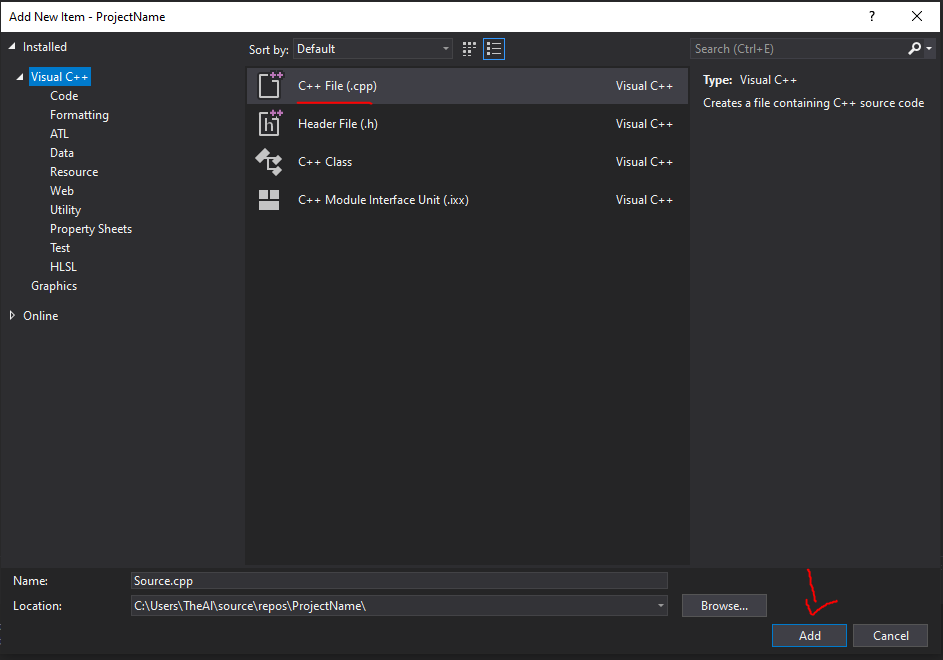 Add New Item - ProjectName
?
Installed
Visual C++
Code
Formatting
ATL
Data
Resource
Web
Utility
Property Sheets
Test
HLSL
Graphics
Online
Sort by: Default
C++ File (.cpp) Visual C++
Header File (.h) Visual C++
C++ Class Visual C++
C++ Module Interface Unit (.ixx) Visual C++
Search (Ctrl+E)
Type: Visual C++
Creates a file containing C++ source code
Name: Source.cpp
Location: C:\Users\TheAI\source\repos\ProjectName\
Browse...
Add Cancel